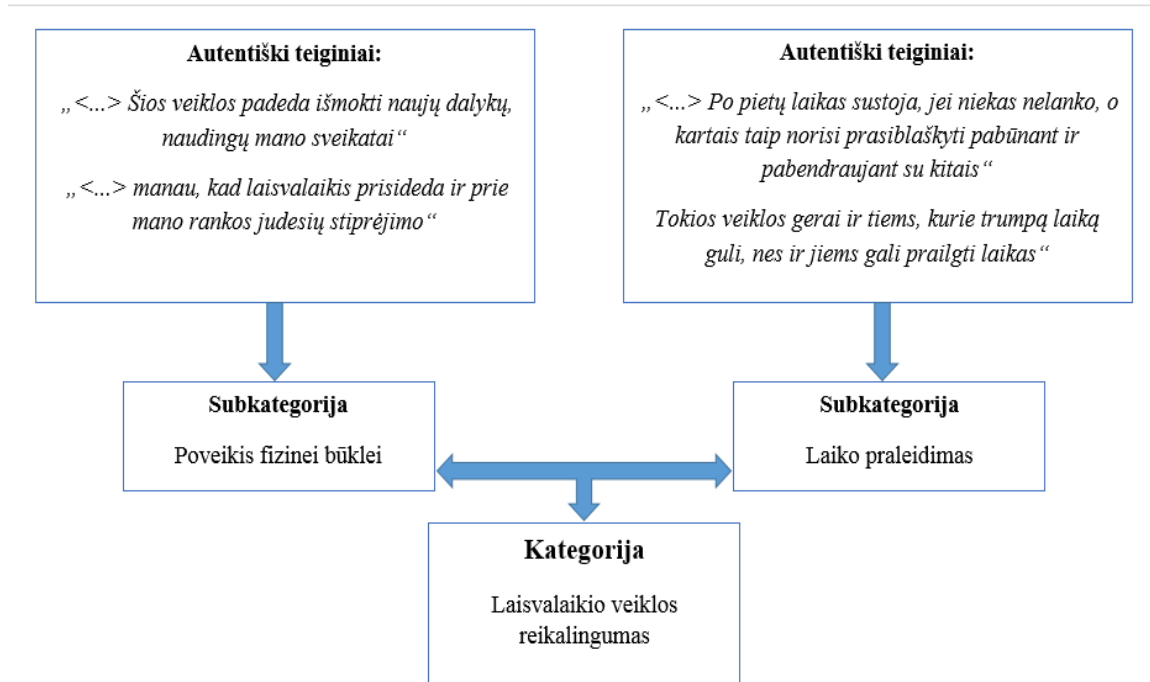 Autentiški teiginiai:
„<...> Šios veiklos padeda išmokti naujų dalykų,
naudingų mano sveikatai“
„<...> manau, kad laisvalaikis prisideda ir prie
mano rankos judesių stiprėjimo“
Autentiški teiginiai:
„<...> Po pietų laikas sustoja, jei niekas nelanko, o
kartais taip norisi prasiblaškyti pabūnant ir
pabendraujant su kitais“
Tokios veiklos gerai ir tiems, kurie trumpą laiką
guli, nes ir jiems gali prailgti laikas“
Subkategorija
Poveikis fizinei būklei
Subkategorija
Laiko praleidimas
Kategorija
Laisvalaikio veiklos
reikalingumas